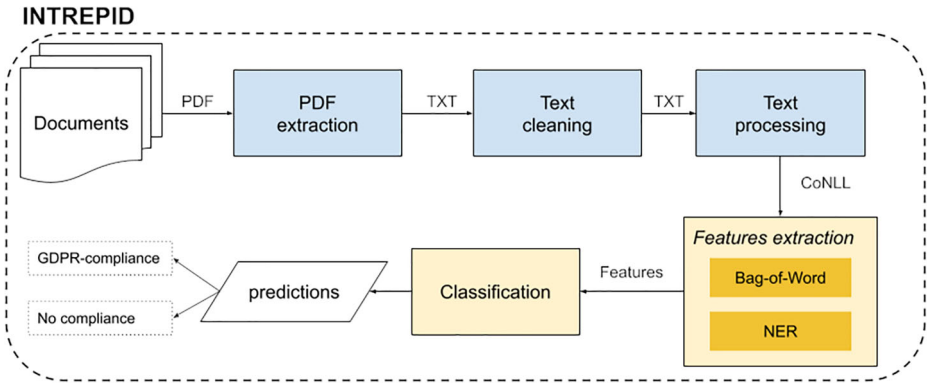 INTREPID
Documents
PDF
PDF
extraction
TXT
Text
cleaning
TXT
Text
processing
CoNLL
Features extraction
Bag-of-Word
NER
Features
Classification
predictions
GDPR-compliance
No compliance